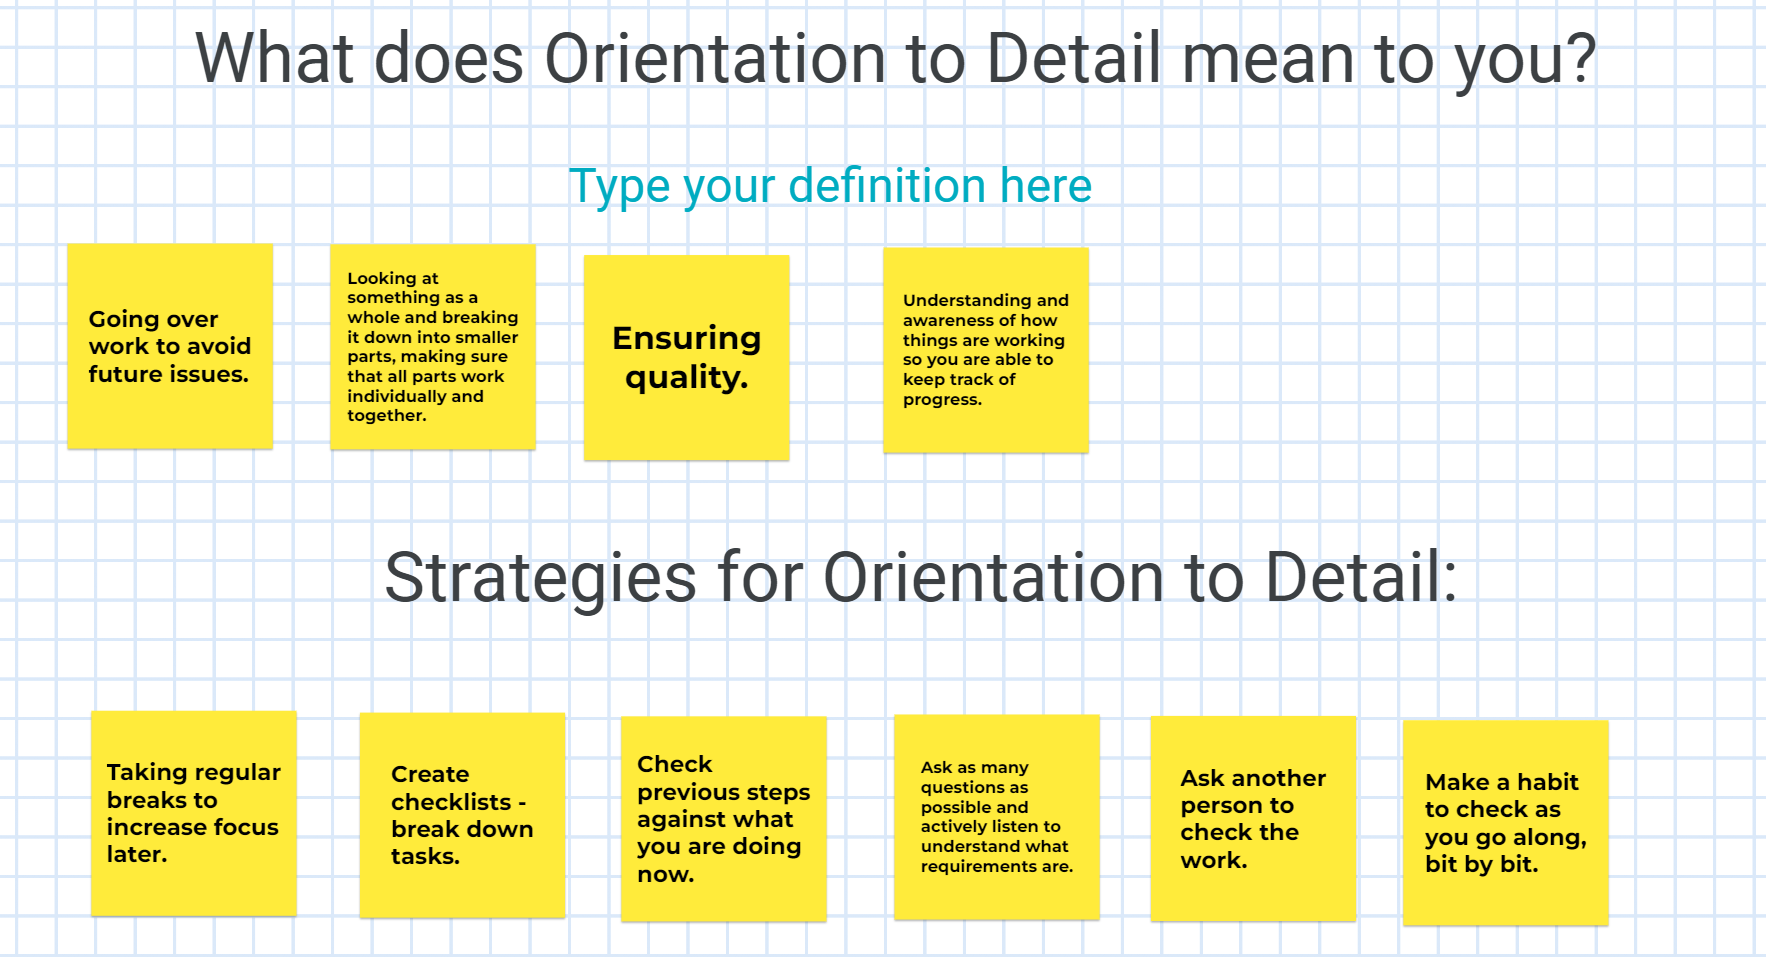 What does Orientation to Detail mean to you?
Type your definition here
Going over
work to avoid
future issues.
Looking at
something as a
whole and breaking
it down into smaller
parts, making sure
that all parts work
individually and
together.
Ensuring
quality.
Understanding and
awareness of how
things are working
so you are able to
keep track of
progress.
Strategies for Orientation to Detail:
Taking regular
breaks to
increase focus
later.
Create
checklists -
break down
tasks.
Check
previous steps
against what
you are doing
now.
Ask as many
questions as
possible and
actively listen to
understand what
requirements are.
Ask another
person to
check the
work.
Make a habit
to check as
you go along,
bit by bit.